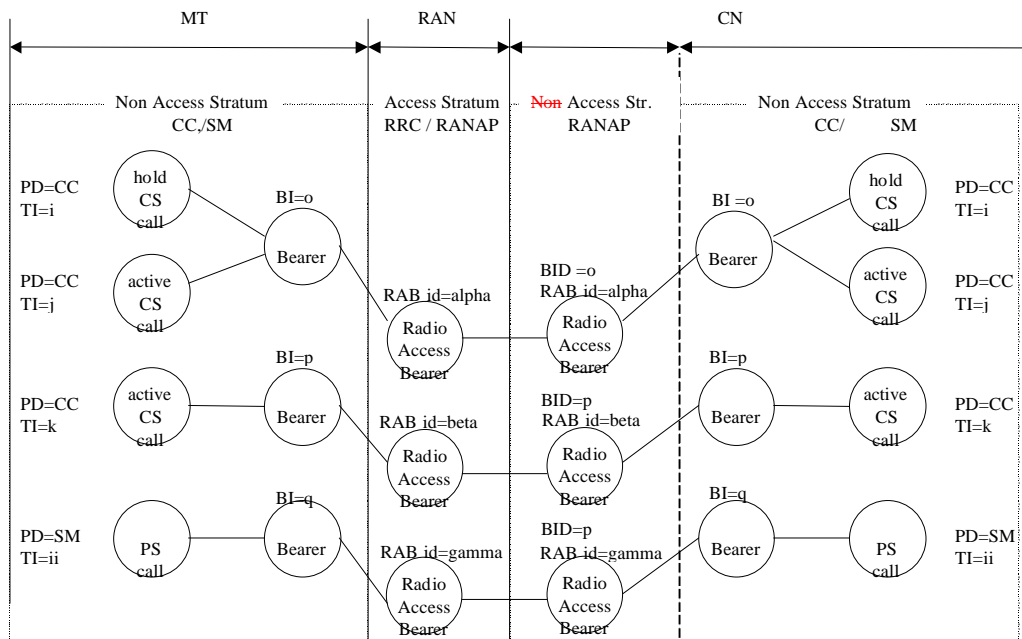 MT RAN CN
Non Access Stratum Access Stratum Non Access Str. Non Access Stratum
CC,/SM RRC / RANAP RANAP CC/ SM
PD=CC
TI=i
hold
CS
call
BI=o
Bearer
PD=CC
TI=j
active
CS
call
RAB id=alpha
Radio
Access
Bearer
BID =o
RAB id=alpha
Radio
Access
Bearer
BI =o
Bearer
hold
CS
call
PD=CC
TI=i
active
CS
call
PD=CC
TI=j
PD=CC
TI=k
active
CS
call
BI=p
Bearer
RAB id=beta
Radio
Access
Bearer
BID=p
RAB id=beta
Radio
Access
Bearer
BI=p
Bearer
active
CS
call
PD=CC
TI=k
PD=SM
TI=ii
PS
call
BI=q
Bearer
RAB id=gamma
Radio
Access
Bearer
BID=p
RAB id=gamma
Radio
Access
Bearer
BI=q
Bearer
PS
call
PD=SM
TI=ii